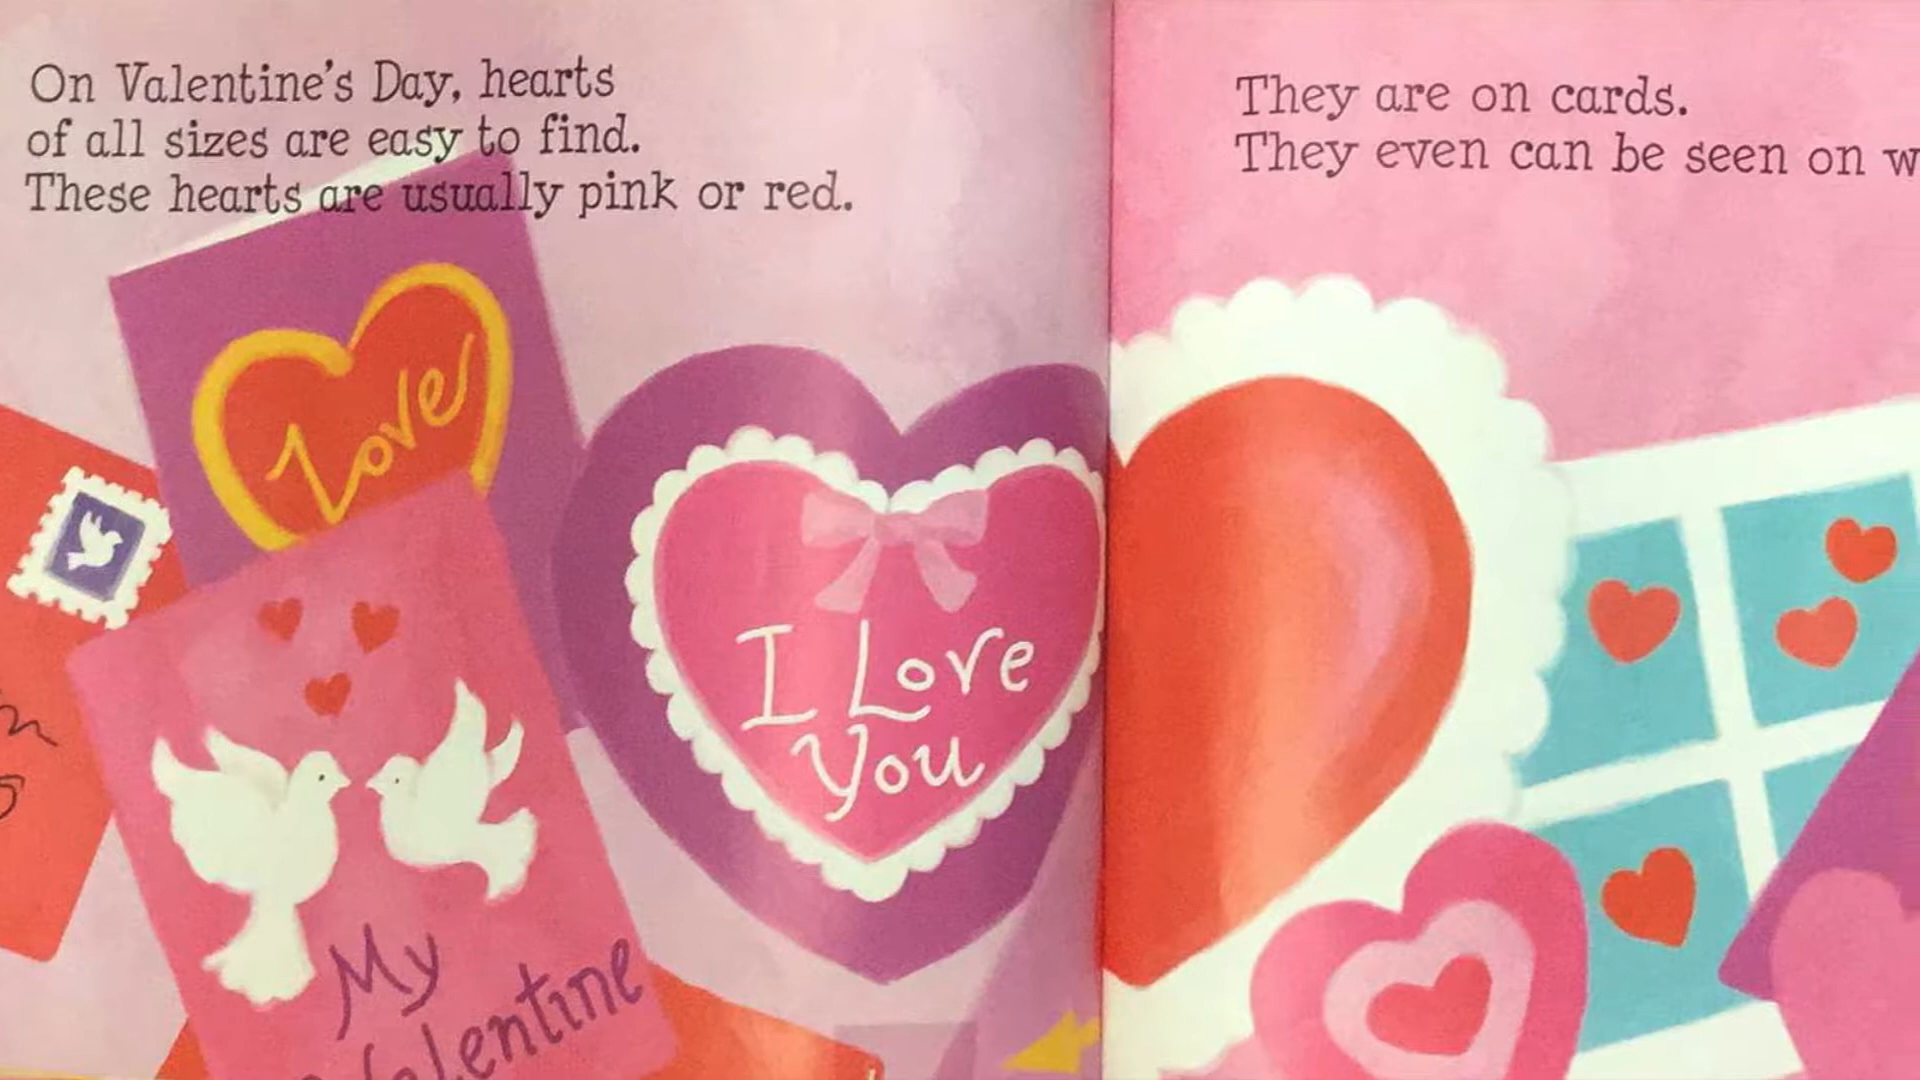 On Valentine's Day, hearts
of all sizes are easy to find.
These hearts are usually pink or red.
They are on cards.
They even can be seen on
Love
I Love
You
My
Valentine